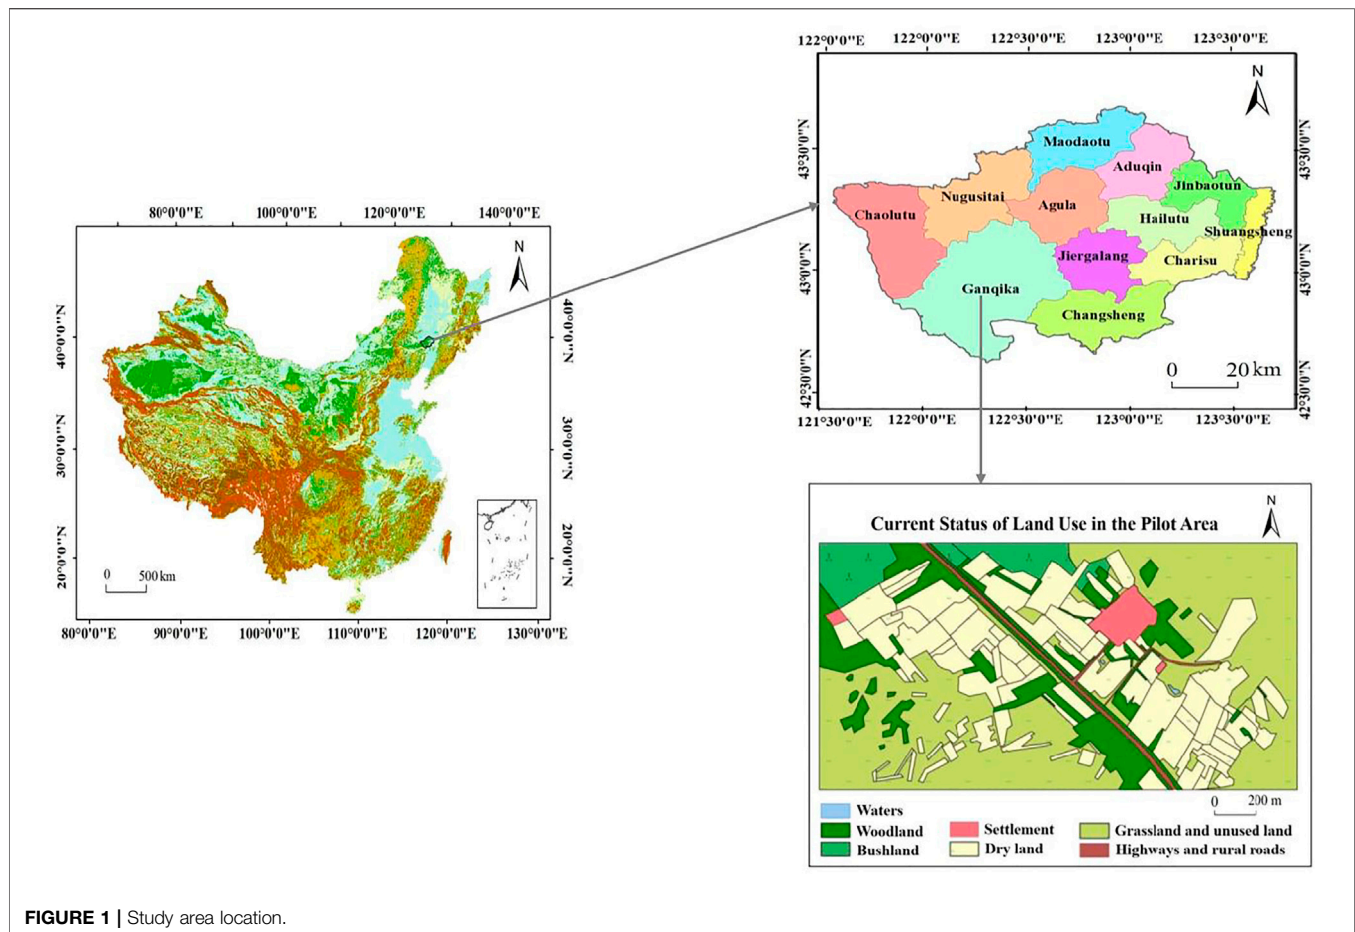 122°0'0"E 122°0'0"E 122°30'0"E 123°0'0"E 123°30'0"E
N
43°30'0"N
43°30'0"N
Maodaotu
Aduqin
Jinbaotun
Nugusitai
Agula
Chaolutu
Hailutu
Shuangsheng
Jiergalang
Charisu
43°0'0"N
43°0'0"N
Ganqika
Changsheng
0 20 km
42°30'0"N
42°30'0"N
121°30'0"E 122°0'0"E 122°30'0"E 123°0'0"E 123°30'0"E
80°0'0"E 100°0'0"E 120°0'0"E 140°0'0"E
N
40°0'0"N
40°0'0"N
30°0'0"N
30°0'0"N
20°0'0"N
20°0'0"N
0 500 km
80°0'0"E 90°0'0"E 100°0'0"E 110°0'0"E 120°0'0"E 130°0'0"E
N
Current Status of Land Use in the Pilot Area
0 200 m
Waters
Woodland Settlement Grassland and unused land
Bushland Dry land Highways and rural roads
FIGURE 1 | Study area location.